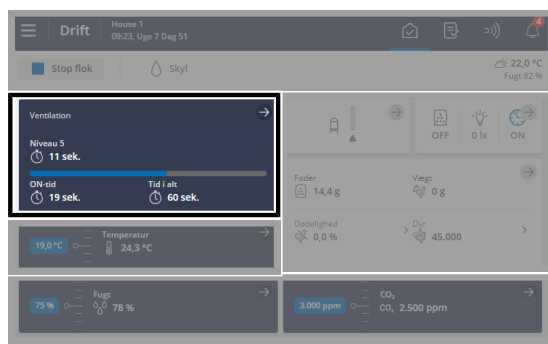 Drift
House 1
09:23, Uge 7 Dag 51
4
Stop flok
Skyl
22,0 °C
Fugt 82 %
Ventilation
Niveau 5
11 sek.
ON-tid
19 sek.
Tid i alt
60 sek.
OFF
0 lx
ON
Foder
14,4 g
Vægt
0 g
Dødelighed
0,0 %
Dyr
45.000
19,0 °C
Temperatur
24,3 °C
75 %
Fugt
78 %
3.000 ppm
CO₂
CO₂ 2.500 ppm